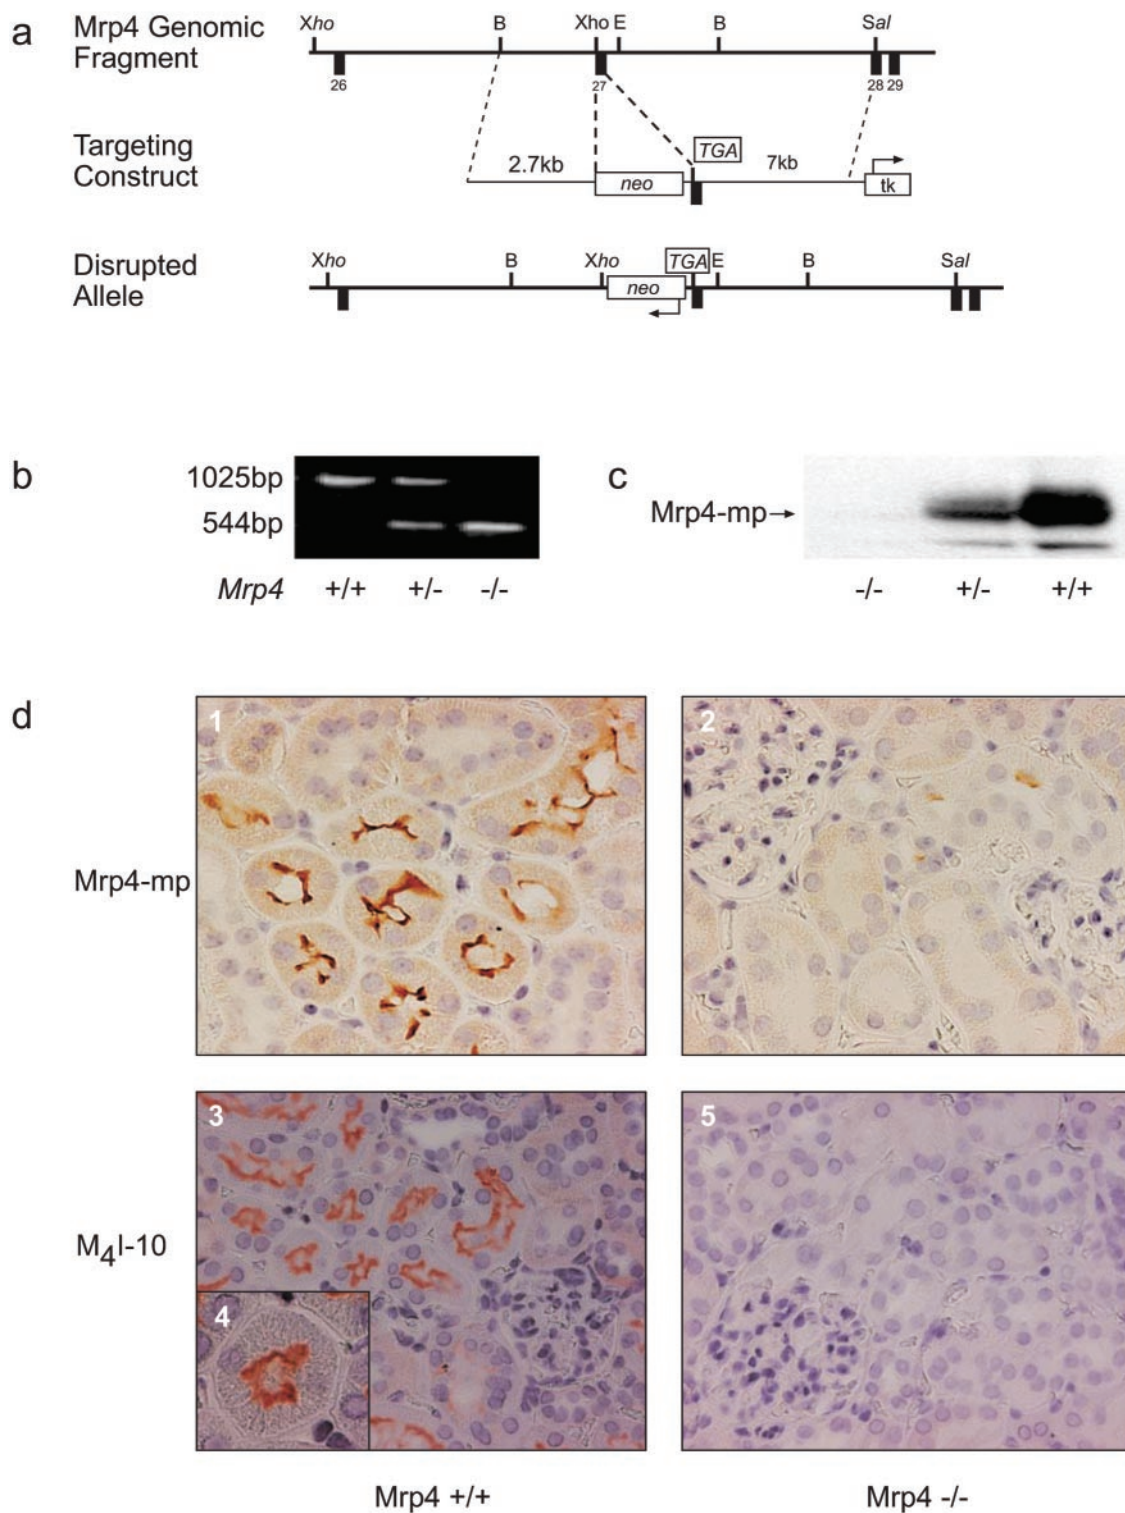 a
Mrp4 Genomic
Fragment
Xho B Xho E B Sal
26 27 28 29
Targeting
Construct
2.7kb neo TGA 7kb tk
Disrupted
Allele
Xho B Xho TGA E B Sal
neo
b
1025bp
544bp
Mrp4 +/+ +/- -/-
c
Mrp4-mp
-/- +/- +/+
d
Mrp4-mp
1 2
M4l-10
3 5
4
Mrp4 +/+ Mrp4 -/-